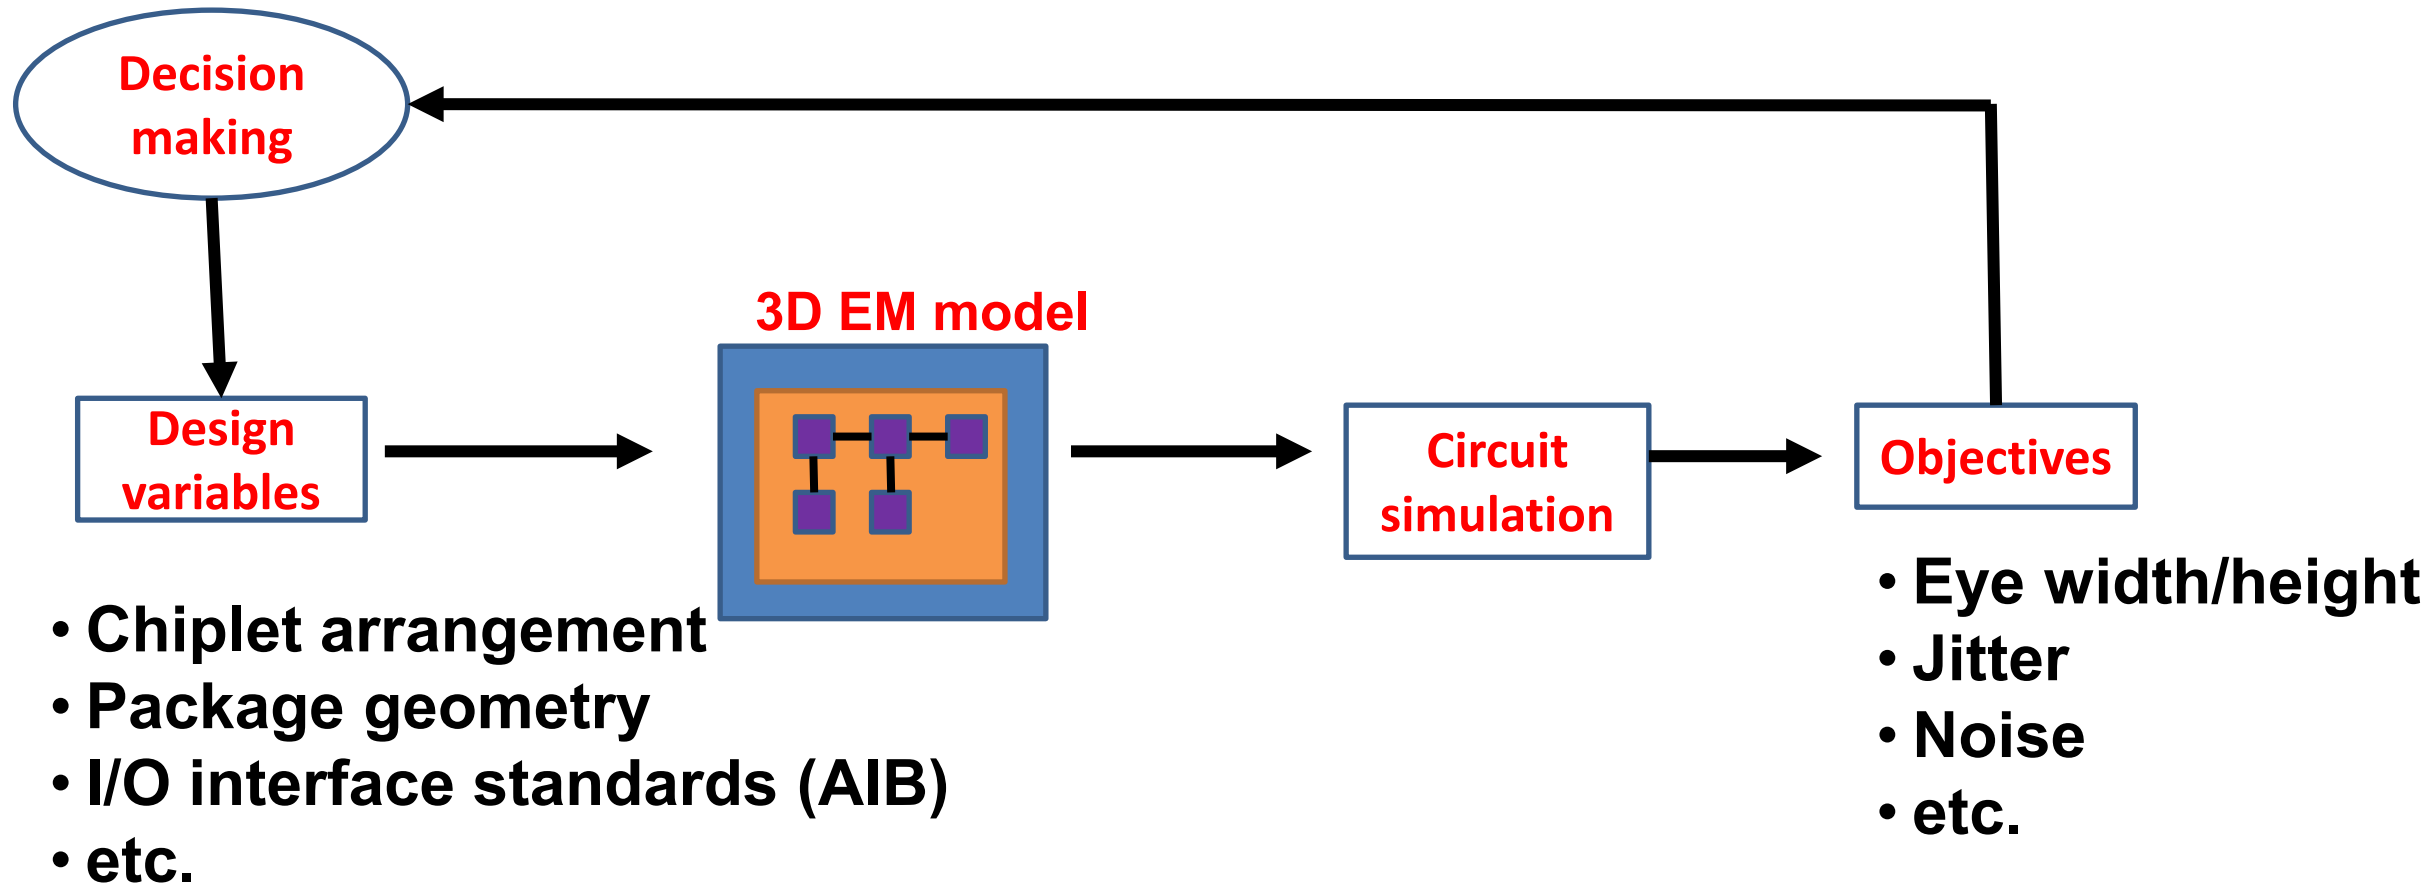 Decision
making
3D EM model
Design
variables
Circuit
simulation
Objectives
• Chiplet arrangement
• Package geometry
• I/O interface standards (AIB)
• etc.
• Eye width/height
• Jitter
• Noise
• etc.